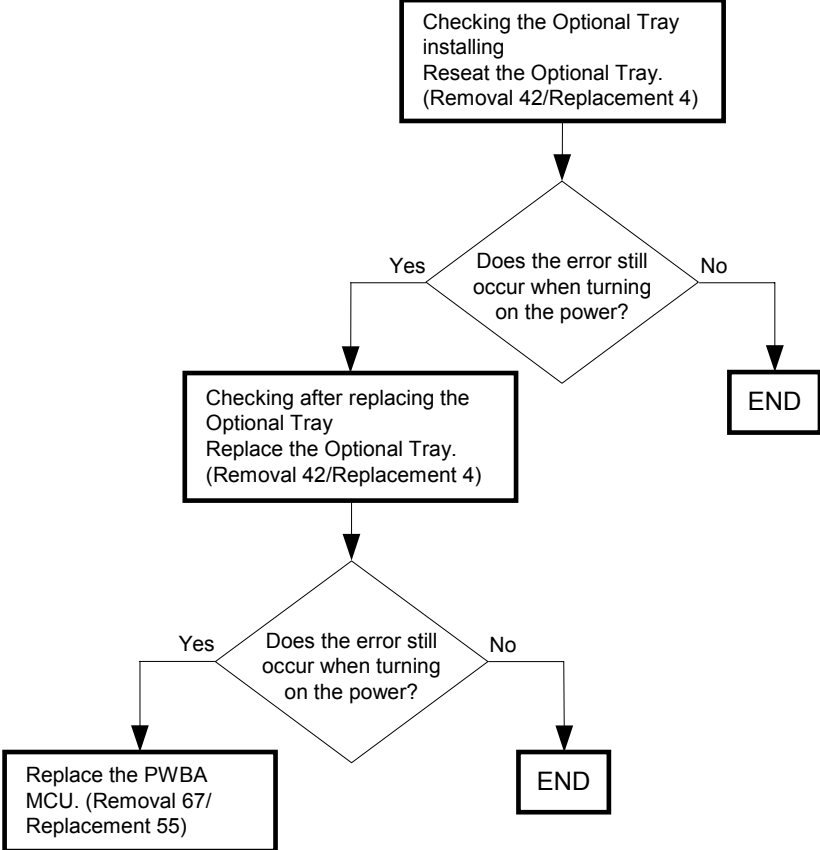 Checking the Optional Tray
installing
Reseat the Optional Tray.
(Removal 42/Replacement 4)
Does the error still
occur when turning
on the power?
Yes
No
END
Checking after replacing the
Optional Tray
Replace the Optional Tray.
(Removal 42/Replacement 4)
Does the error still
occur when turning
on the power?
Yes
No
Replace the PWBA
MCU. (Removal 67/
Replacement 55)
END